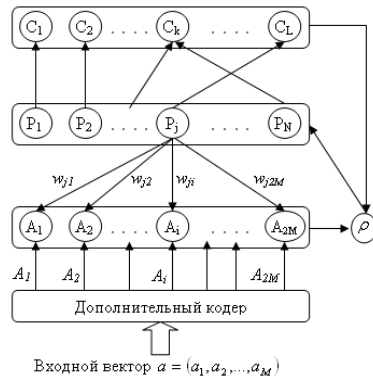 C1 C2 .... Ck .... CL
P1 P2 .... Pj .... PN
wj1 wj2 wji wj2M
A1 A2 .... Ai .... A2M ρ
A1 A2 Ai A2M
Дополнительный кодер
Входной вектор a = (a1,a2,...,aM)